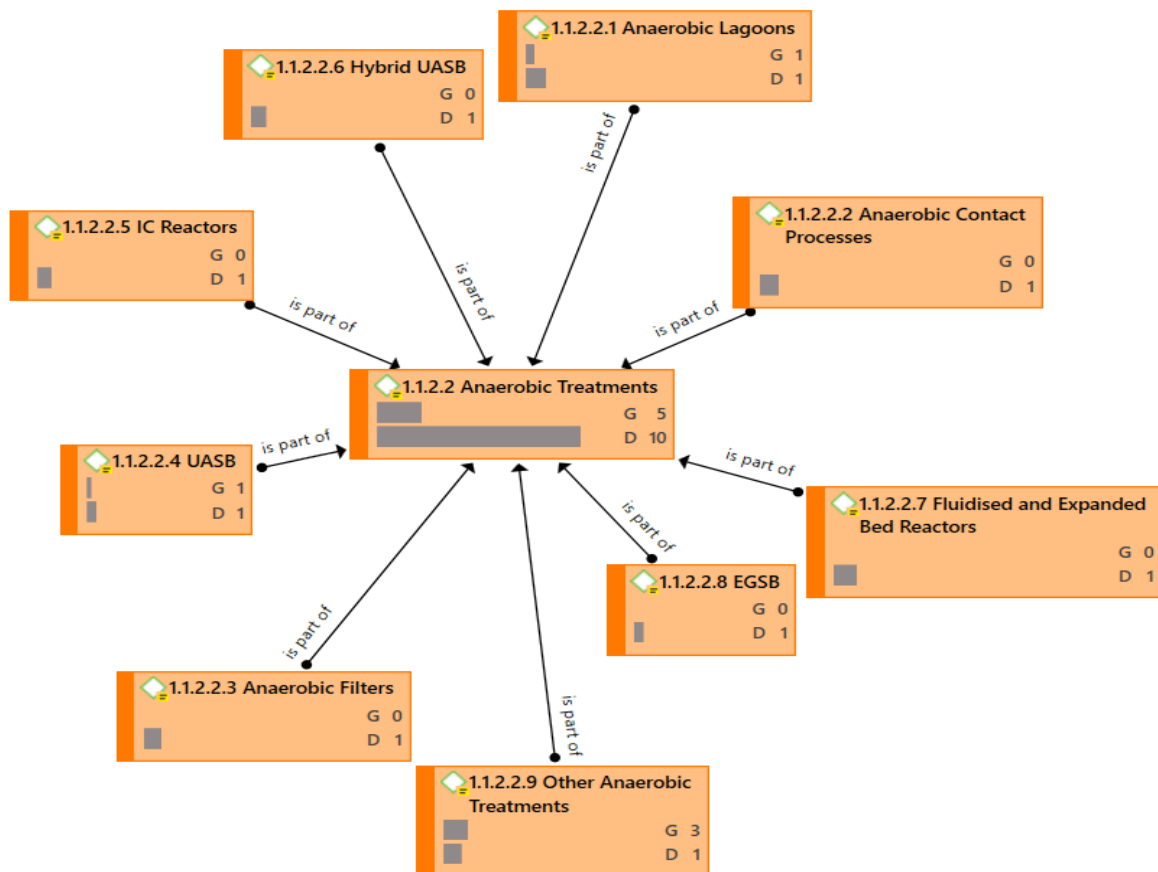 1.1.2.2.1 Anaerobic Lagoons
G 1
D 1
1.1.2.2.6 Hybrid UASB
G 0
D 1
is part of
1.1.2.2.2 Anaerobic Contact
Processes
G 0
D 1
1.1.2.2.5 IC Reactors
G 0
D 1
is part of
is part of
is part of
1.1.2.2 Anaerobic Treatments
G 5
D 10
is part of
1.1.2.2.4 UASB
G 1
D 1
is part of
1.1.2.2.7 Fluidised and Expanded
Bed Reactors
G 0
D 1
is part of
1.1.2.2.8 EGSB
G 0
D 1
is part of
1.1.2.2.3 Anaerobic Filters
G 0
D 1
is part of
1.1.2.2.9 Other Anaerobic
Treatments
G 3
D 1